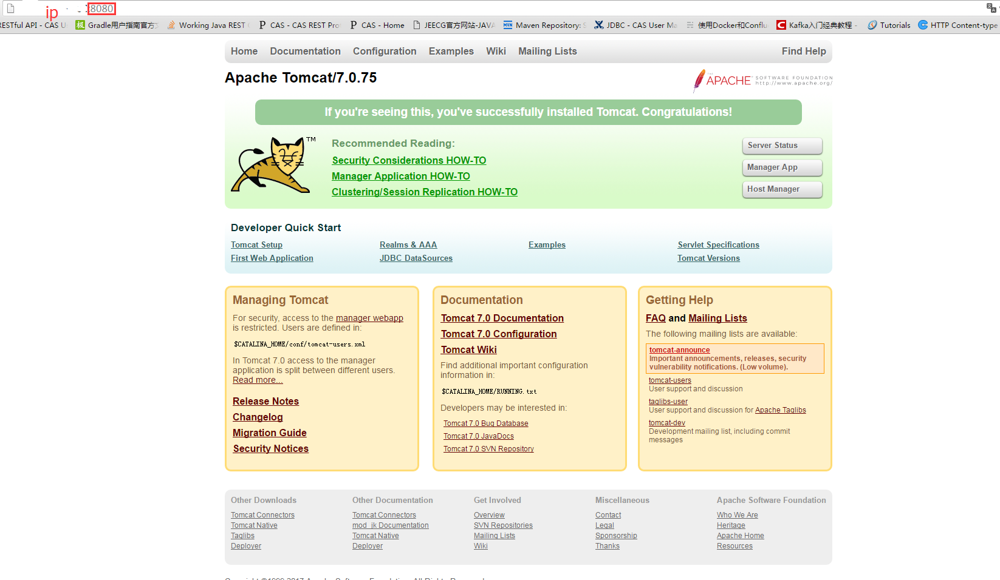 ip :8080
RESTful API - CAS U Gradle用户指南官方文 Working Java REST CAS - CAS REST Pro CAS - Home JEECG官方网站-JAVA Maven Repository: S JDBC - CAS User Ma 使用Docker和Conflu Kafka入门经典教程 - Tutorials HTTP Content-type
Home Documentation Configuration Examples Wiki Mailing Lists Find Help
Apache Tomcat/7.0.75
THE APACHE™ SOFTWARE FOUNDATION
http://www.apache.org/
If you're seeing this, you've successfully installed Tomcat. Congratulations!
TM
Recommended Reading:
Security Considerations HOW-TO
Manager Application HOW-TO
Clustering/Session Replication HOW-TO
Server Status
Manager App
Host Manager
Developer Quick Start
Tomcat Setup Realms & AAA Examples Servlet Specifications
First Web Application JDBC DataSources Tomcat Versions
Managing Tomcat
For security, access to the manager webapp
is restricted. Users are defined in:
$CATALINA_HOME/conf/tomcat-users.xml
In Tomcat 7.0 access to the manager
application is split between different users.
Read more...
Release Notes
Changelog
Migration Guide
Security Notices
Documentation
Tomcat 7.0 Documentation
Tomcat 7.0 Configuration
Tomcat Wiki
Find additional important configuration
information in:
$CATALINA_HOME/RUNNING.txt
Developers may be interested in:
Tomcat 7.0 Bug Database
Tomcat 7.0 JavaDocs
Tomcat 7.0 SVN Repository
Getting Help
FAQ and Mailing Lists
The following mailing lists are available:
tomcat-announce
Important announcements, releases, security
vulnerability notifications. (Low volume).
tomcat-users
User support and discussion
taglibs-user
User support and discussion for Apache Taglibs
tomcat-dev
Development mailing list, including commit
messages
Other Downloads
Tomcat Connectors
Tomcat Native
Taglibs
Deployer
Other Documentation
Tomcat Connectors
mod_jk Documentation
Tomcat Native
Deployer
Get Involved
Overview
SVN Repositories
Mailing Lists
Wiki
Miscellaneous
Contact
Legal
Sponsorship
Thanks
Apache Software Foundation
Who We Are
Heritage
Apache Home
Resources
Copyright ©1999-2017 Apache Software Foundation. All Rights Reserved